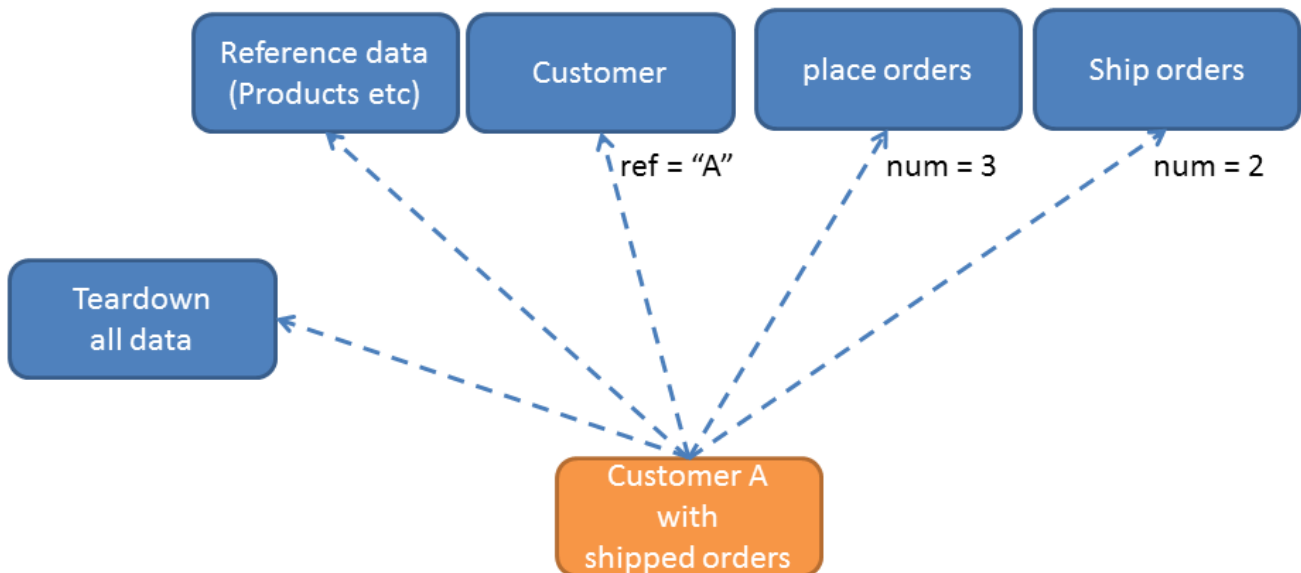 Reference data
(Products etc)
Customer
place orders
Ship orders
ref = “A”
num = 3
num = 2
Teardown
all data
Customer A
with
shipped orders